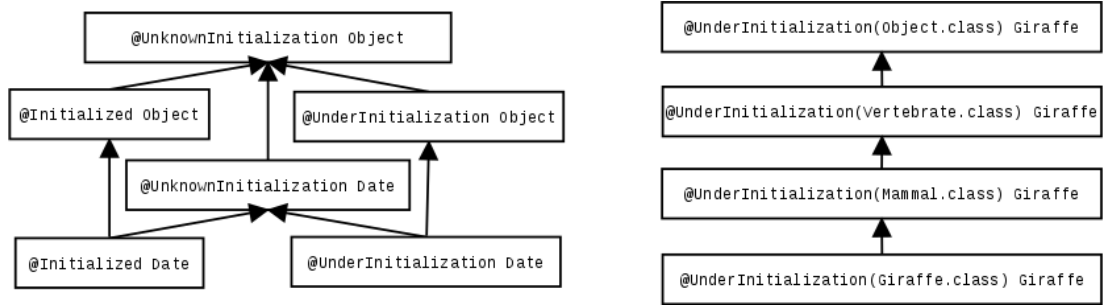 @UnknownInitialization Object
@Initialized Object
@UnderInitialization Object
@UnknownInitialization Date
@Initialized Date
@UnderInitialization Date
@UnderInitialization(Object.class) Giraffe
@UnderInitialization(Vertebrate.class) Giraffe
@UnderInitialization(Mammal.class) Giraffe
@UnderInitialization(Giraffe.class) Giraffe